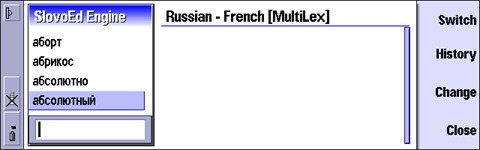 SlovoEd Engine
аборт
абрикос
абсолютно
абсолютный
Russian - French [MultiLex]
Switch
History
Change
Close